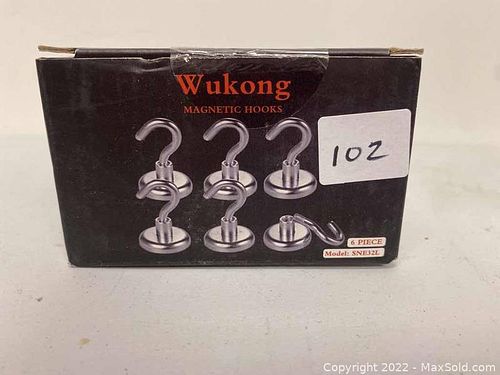 Wukong
MAGNETIC HOOKS
102
6 PIECE
Model: SNE32L
Copyright © 2022 - MaxSold.com